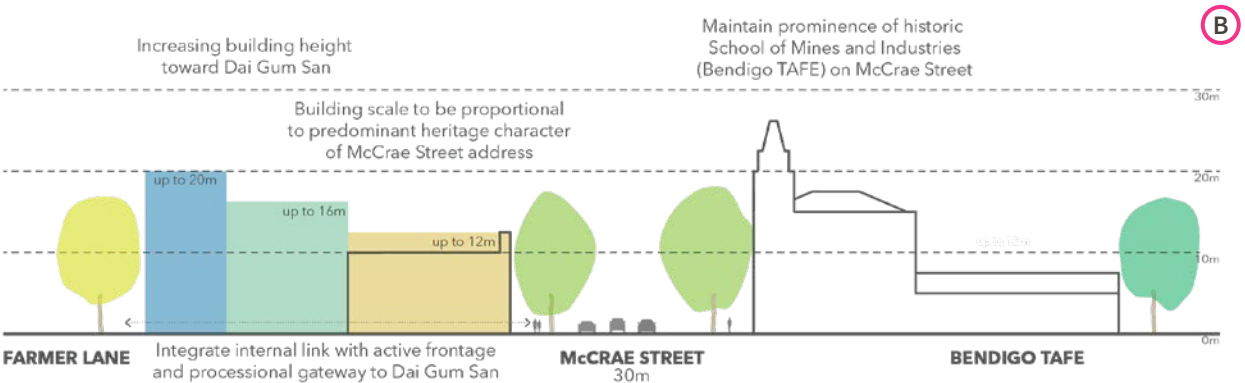 B
Increasing building height
toward Dai Gum San
Maintain prominence of historic
School of Mines and Industries
(Bendigo TAFE) on McCrae Street
30m
Building scale to be proportional
to predominant heritage character
of McCrae Street address
20m
up to 20m
up to 16m
up to 12m
up to 12m
10m
0m
FARMER LANE
Integrate internal link with active frontage
and processional gateway to Dai Gum San
McCRAE STREET
30m
BENDIGO TAFE